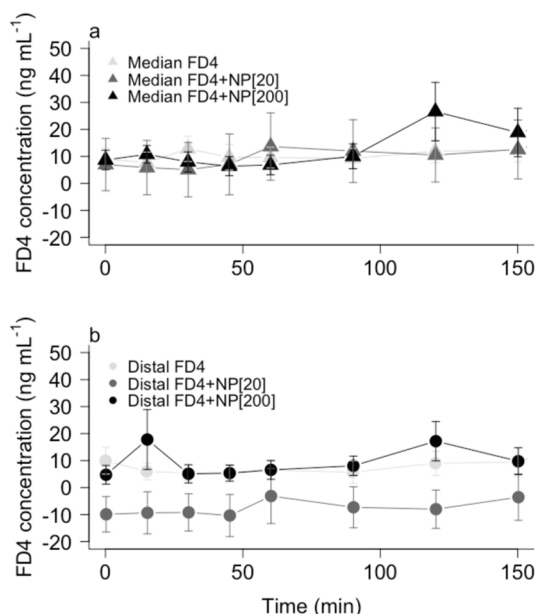 a
Median FD4
Median FD4+NP[20]
Median FD4+NP[200]
FD4 concentration (ng mL⁻¹)
50
40
30
20
10
0
-10
-20
0 50 100 150
b
Distal FD4
Distal FD4+NP[20]
Distal FD4+NP[200]
FD4 concentration (ng mL⁻¹)
50
40
30
20
10
0
-10
-20
0 50 100 150
Time (min)